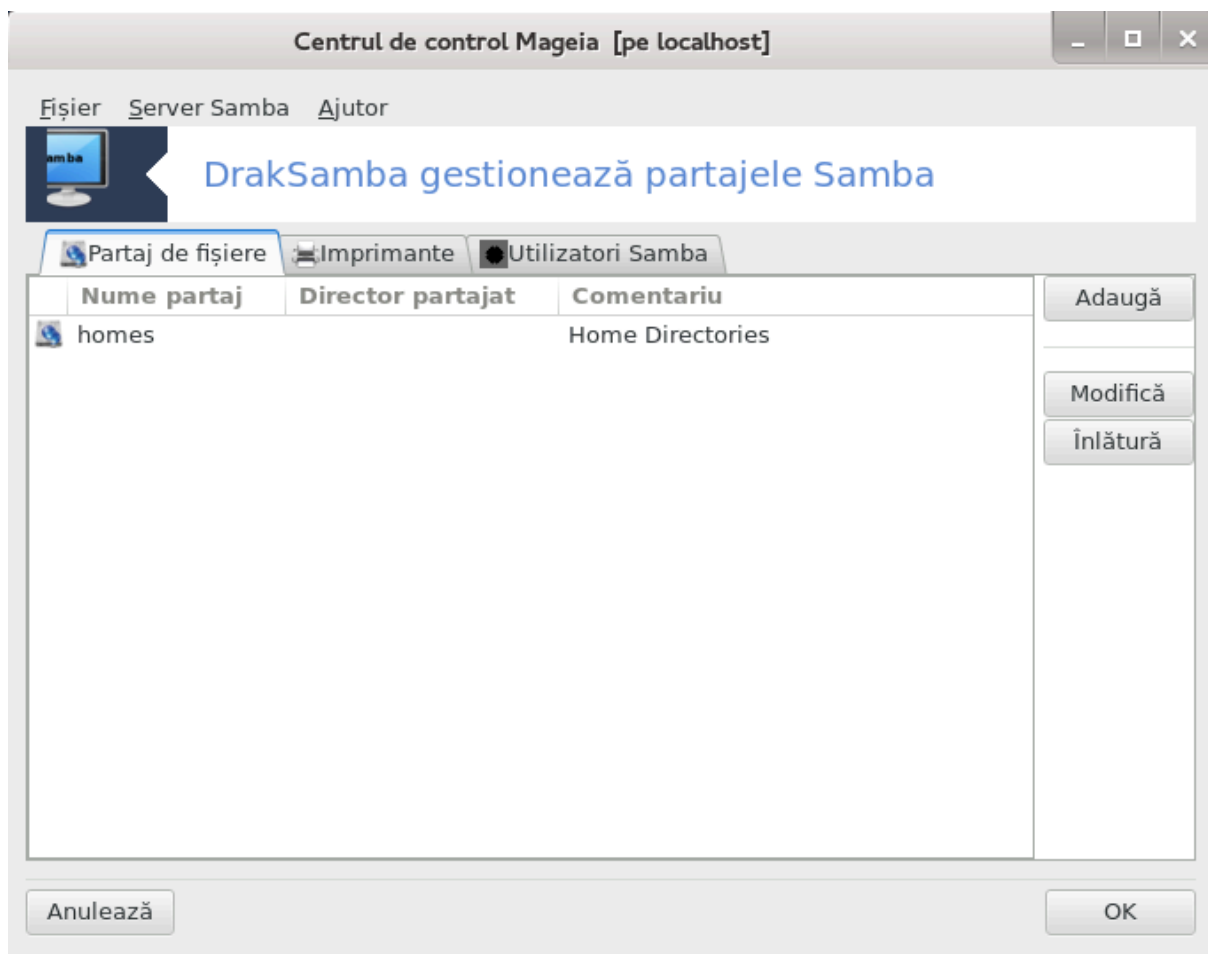 Centrul de control Mageia [pe localhost]
Fișier Server Samba Ajutor
amba
DrakSamba gestionează partajele Samba
Partaj de fișiere Imprimante Utilizatori Samba
Nume partaj Director partajat Comentariu
homes Home Directories
Adaugă
Modifică
Înlătură
Anulează OK